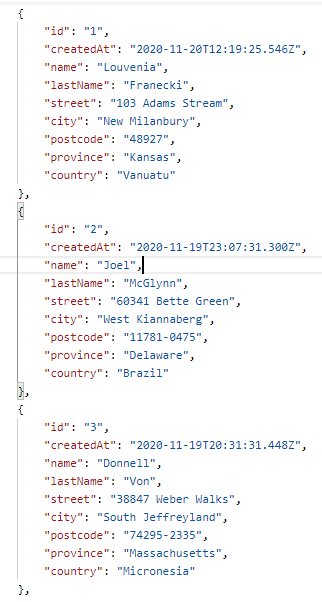 {
"id": "1",
"createdAt": "2020-11-20T12:19:25.546Z",
"name": "Louvenia",
"lastName": "Franecki",
"street": "103 Adams Stream",
"city": "New Milanbury",
"postcode": "48927",
"province": "Kansas",
"country": "Vanuatu"
},
{
"id": "2",
"createdAt": "2020-11-19T23:07:31.300Z",
"name": "Joel",
"lastName": "McGlynn",
"street": "60341 Bette Green",
"city": "West Kiannaberg",
"postcode": "11781-0475",
"province": "Delaware",
"country": "Brazil"
},
{
"id": "3",
"createdAt": "2020-11-19T20:31:31.448Z",
"name": "Donnell",
"lastName": "Von",
"street": "38847 Weber Walks",
"city": "South Jeffreyland",
"postcode": "74295-2335",
"province": "Massachusetts",
"country": "Micronesia"
},